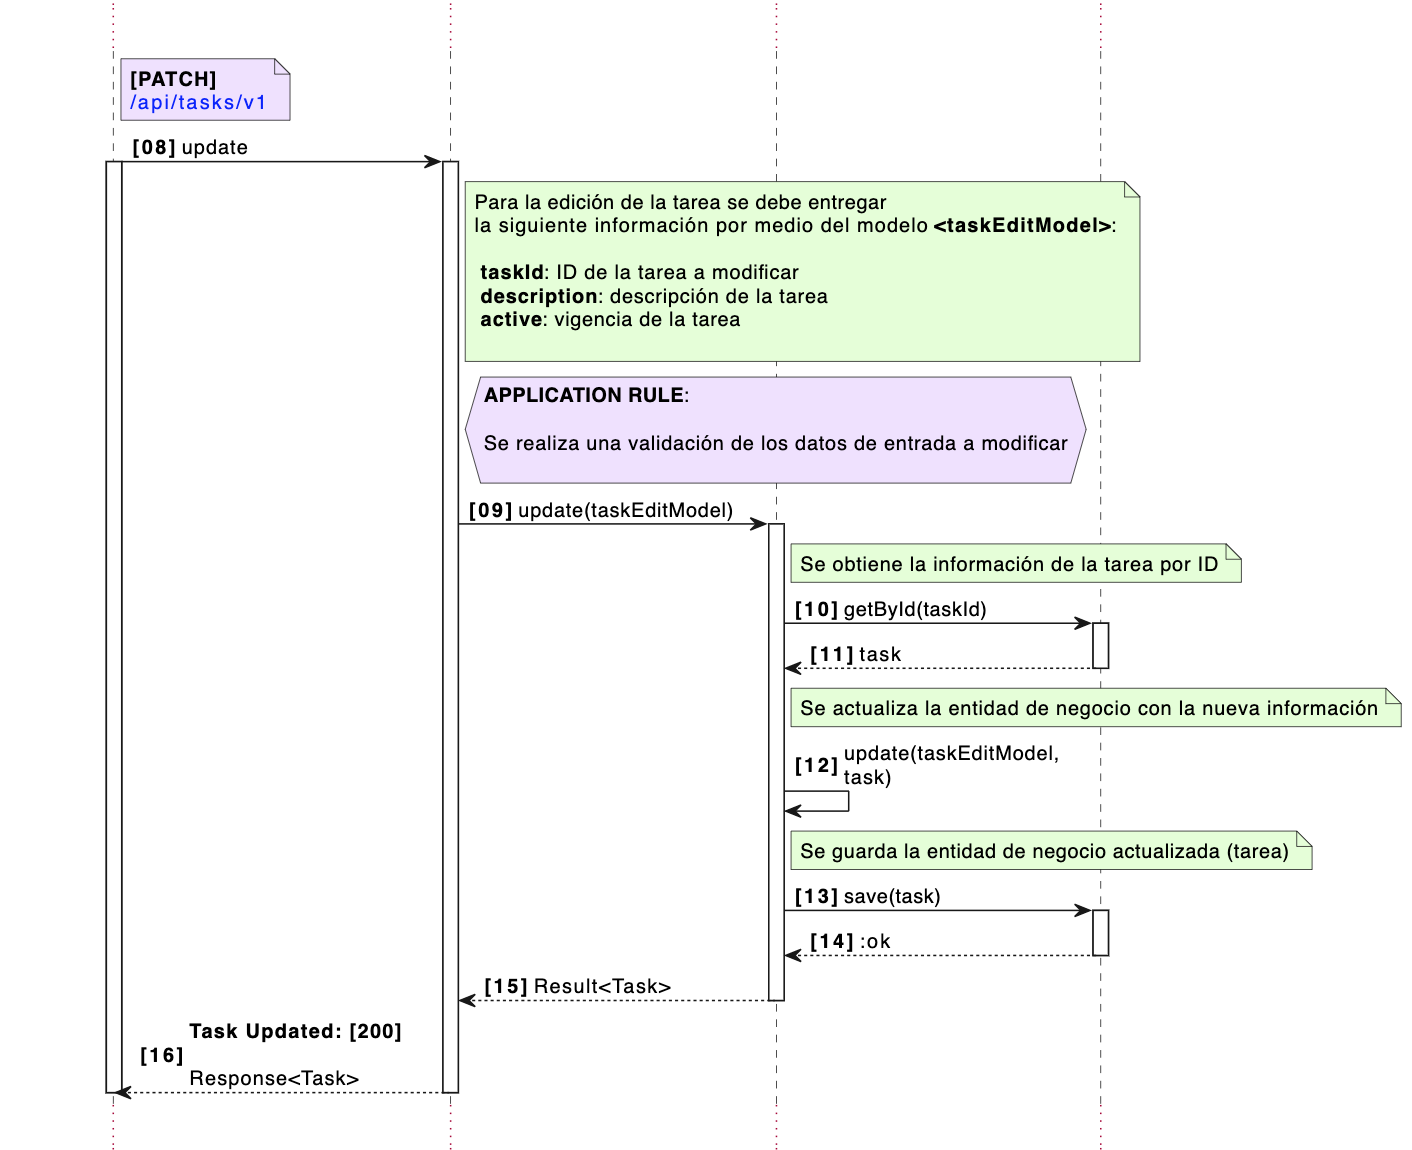 [PATCH]
/api/tasks/v1
[08] update
Para la edición de la tarea se debe entregar
la siguiente información por medio del modelo <taskEditModel>:
taskId: ID de la tarea a modificar
description: descripción de la tarea
active: vigencia de la tarea
APPLICATION RULE:
Se realiza una validación de los datos de entrada a modificar
[09] update(taskEditModel)
Se obtiene la información de la tarea por ID
[10] getById(taskId)
[11] task
Se actualiza la entidad de negocio con la nueva información
[12] update(taskEditModel,
task)
Se guarda la entidad de negocio actualizada (tarea)
[13] save(task)
[14] :ok
[15] Result<Task>
Task Updated: [200]
[16]
Response<Task>